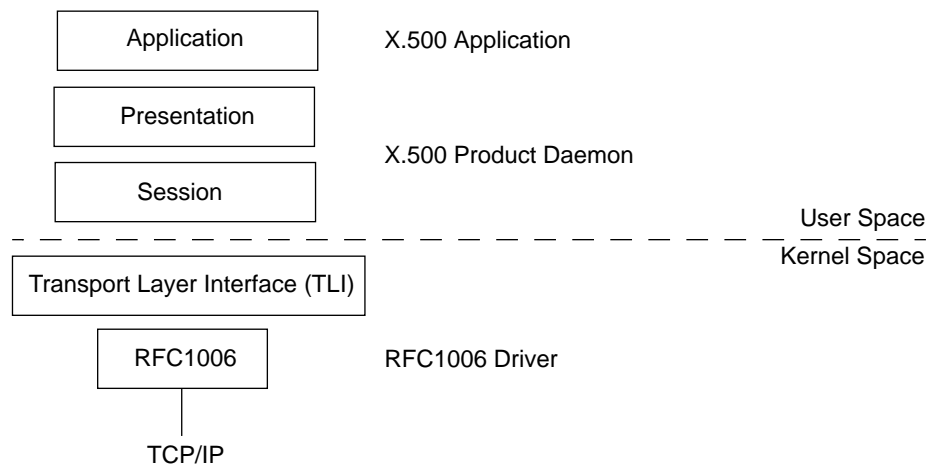 Application
X.500 Application
Presentation
X.500 Product Daemon
Session
User Space
Kernel Space
Transport Layer Interface (TLI)
RFC1006
RFC1006 Driver
TCP/IP